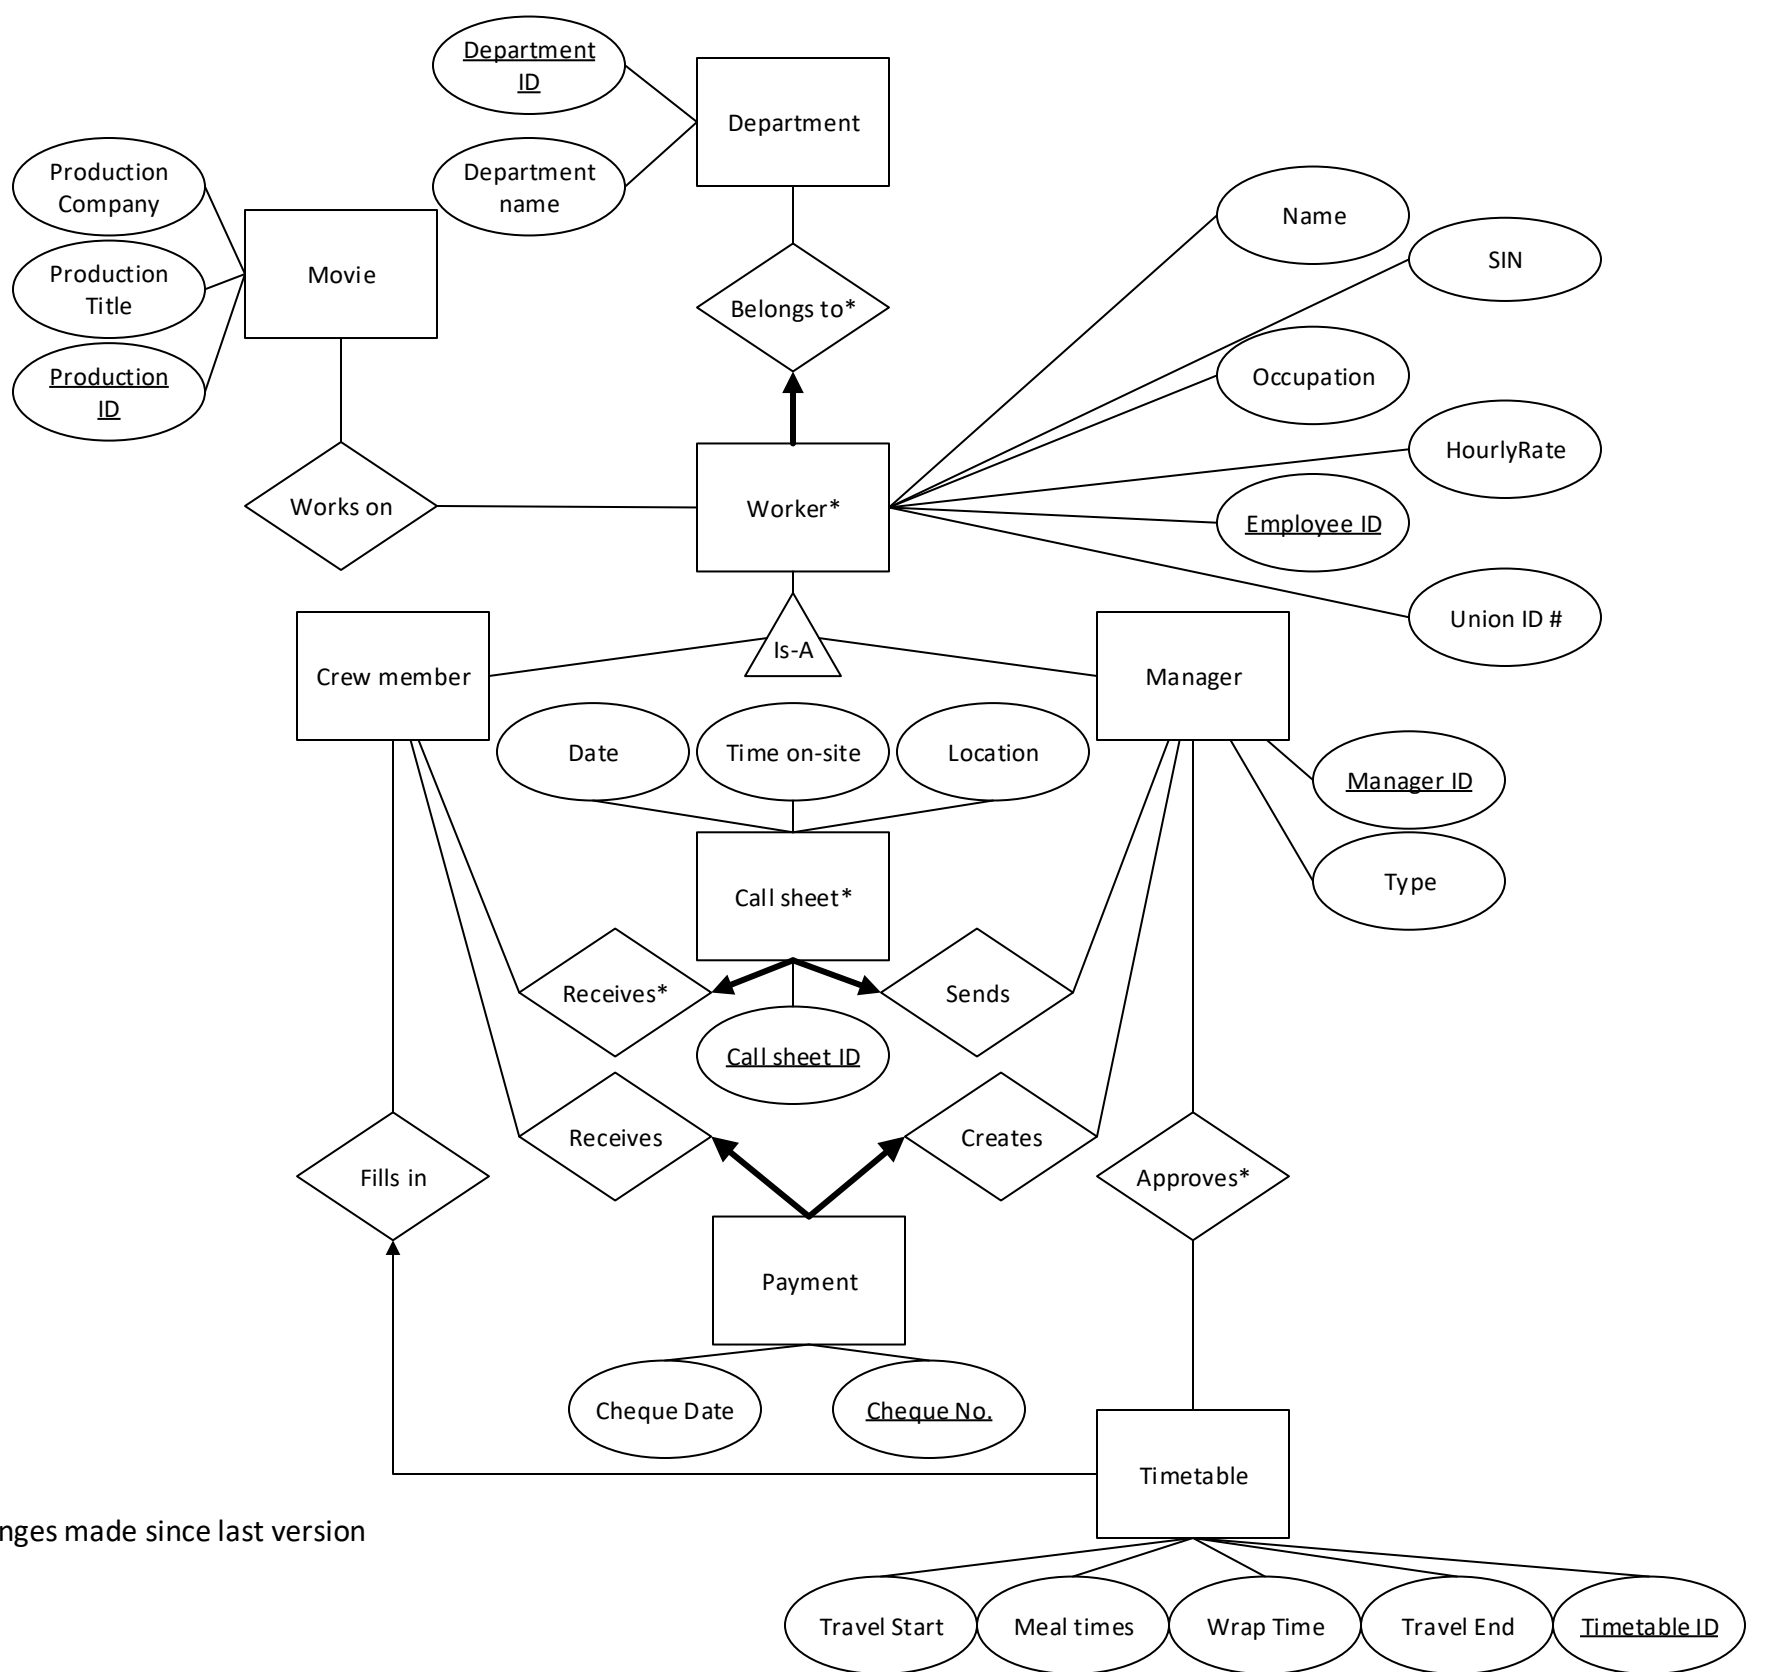 Department
ID
Department
Production
Company
Department
name
Name
SIN
Production
Title
Movie
Belongs to*
Production
ID
Occupation
HourlyRate
Works on
Worker*
Employee ID
Union ID #
Is-A
Crew member
Manager
Date
Time on-site
Location
Manager ID
Type
Call sheet*
Receives*
Sends
Call sheet ID
Receives
Creates
Fills in
Approves*
Payment
Cheque Date
Cheque No.
Timetable
made since last version
Travel Start
Meal times
Wrap Time
Travel End
Timetable ID